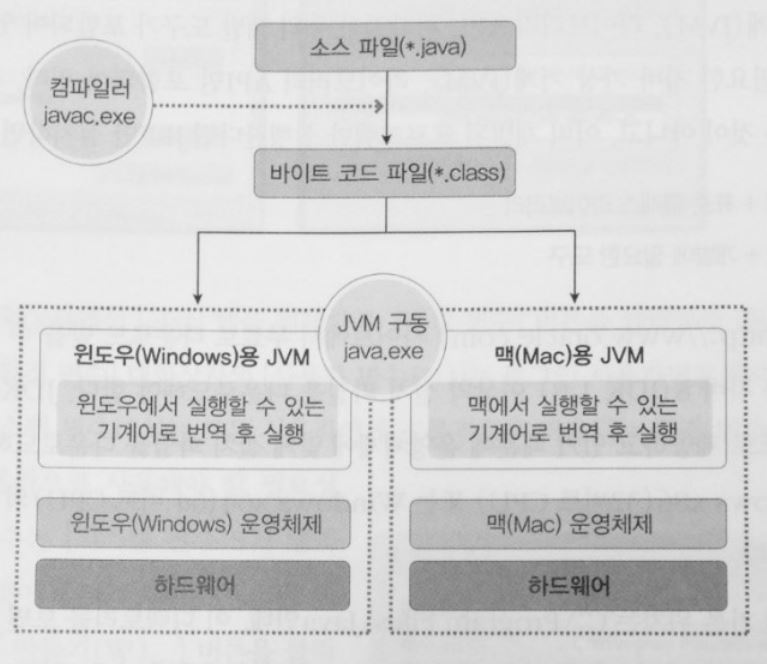 소스 파일(*.java)
컴파일러
javac.exe
바이트 코드 파일(*.class)
JVM 구동
java.exe
윈도우(Windows)용 JVM
윈도우에서 실행할 수 있는
기계어로 번역 후 실행
윈도우(Windows) 운영체제
하드웨어
맥(Mac)용 JVM
맥에서 실행할 수 있는
기계어로 번역 후 실행
맥(Mac) 운영체제
하드웨어